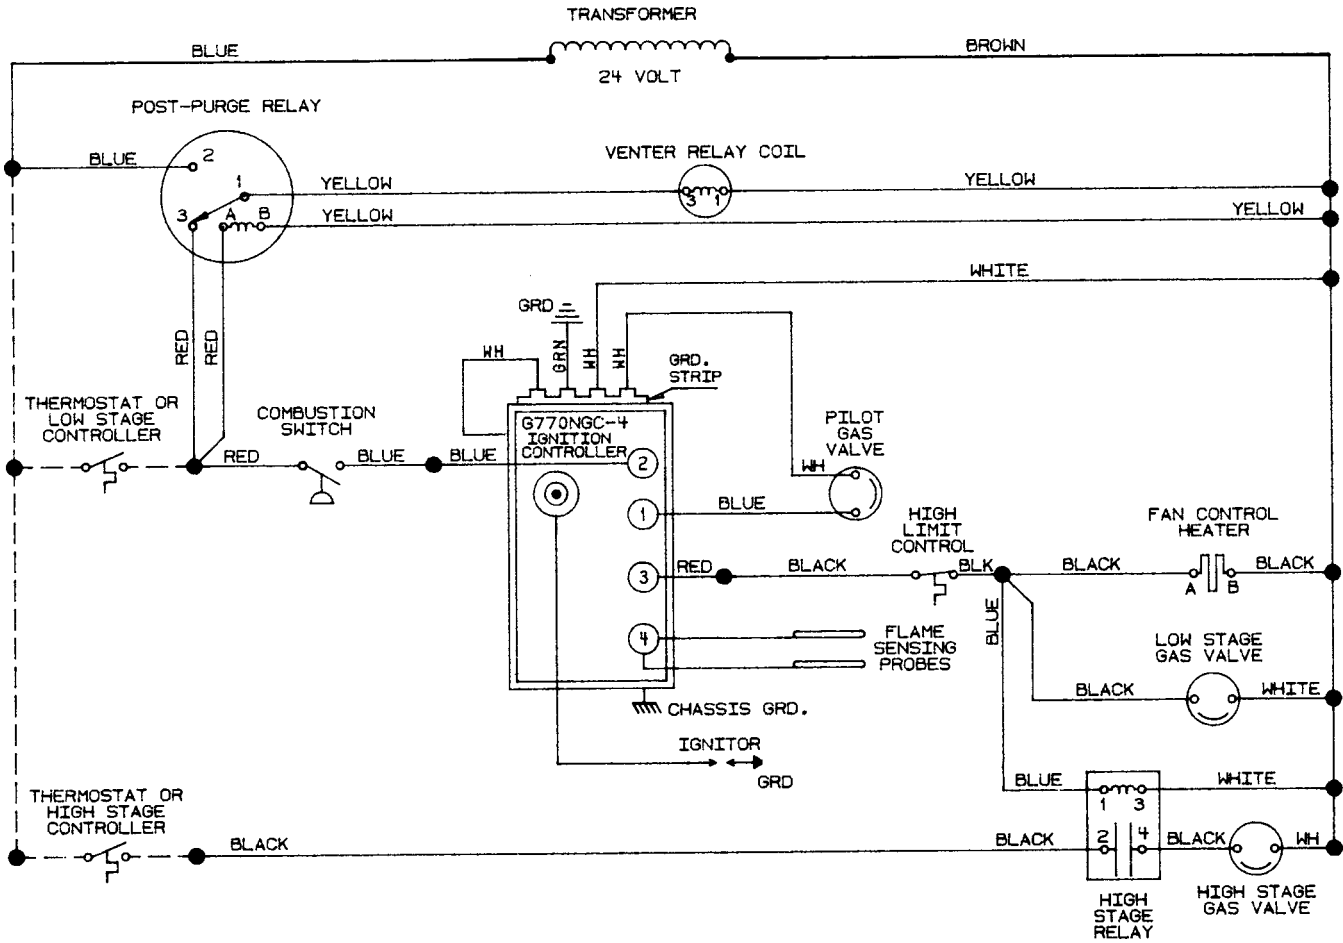 TRANSFORMER
BLUE
BROWN
24 VOLT
POST-PURGE RELAY
BLUE
2
VENTER RELAY COIL
1
YELLOW
YELLOW
3
1
3
A
B
YELLOW
YELLOW
WHITE
GRD
RED
RED
WH
GRN
WH
WH
GRD.
STRIP
THERMOSTAT OR
LOW STAGE
CONTROLLER
COMBUSTION
SWITCH
G770NGC-4
IGNITION
CONTROLLER
PILOT
GAS
VALVE
RED
BLUE
BLUE
2
WH
1
BLUE
HIGH
LIMIT
CONTROL
FAN CONTROL
HEATER
3
RED
BLACK
BLK
BLACK
BLACK
A
B
BLUE
4
FLAME
SENSING
PROBES
LOW STAGE
GAS VALVE
BLACK
WHITE
CHASSIS GRD.
IGNITOR
GRD
BLUE
WHITE
1
3
THERMOSTAT OR
HIGH STAGE
CONTROLLER
BLACK
BLACK
2
4
BLACK
WH
HIGH
STAGE
RELAY
HIGH STAGE
GAS VALVE